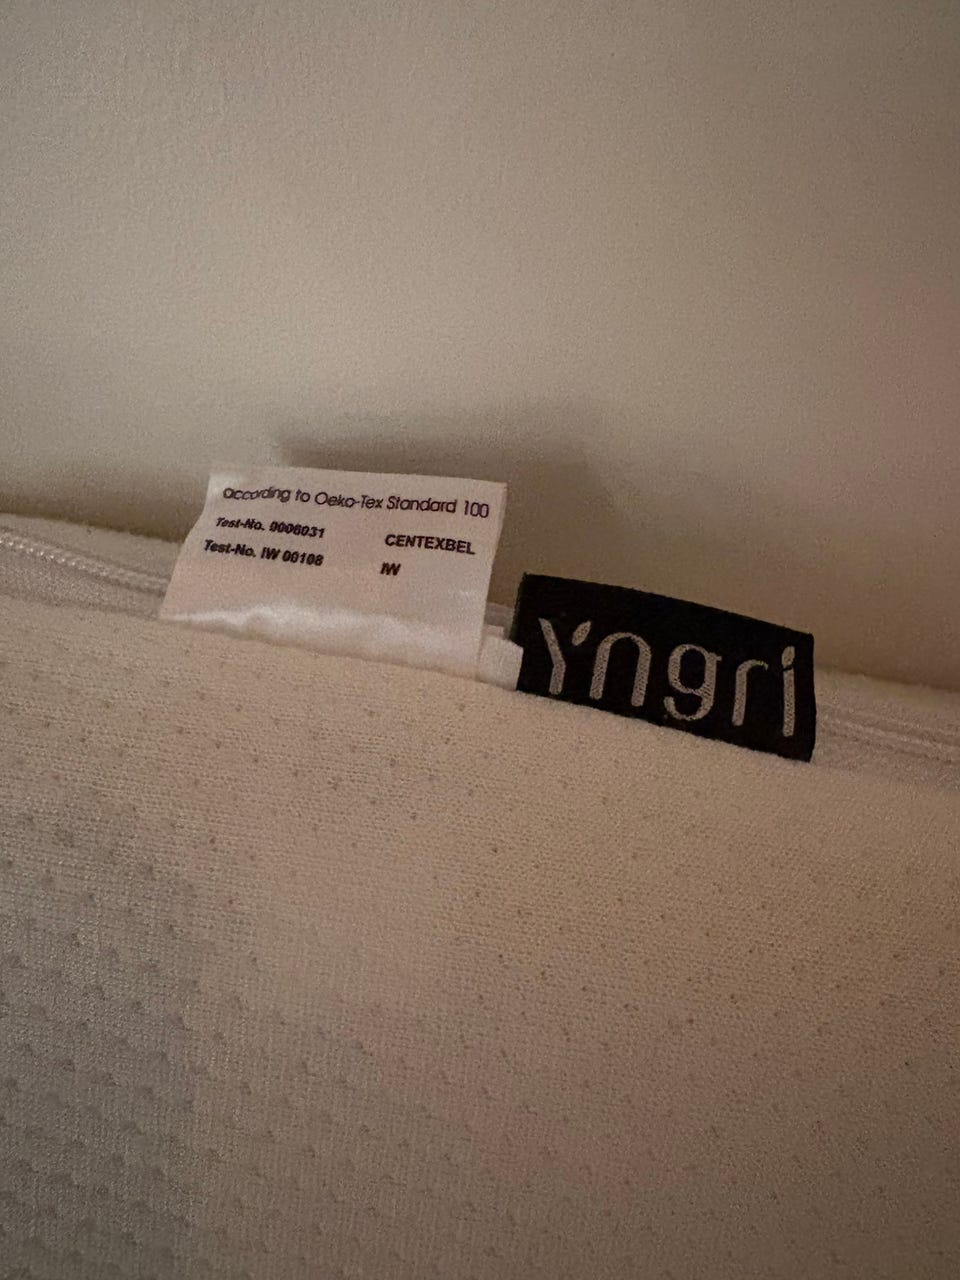 according to Oeko-Tex Standard 100
Test-No. 0006031 CENTEXBEL
Test-No. IW 00108 IW
Yngri